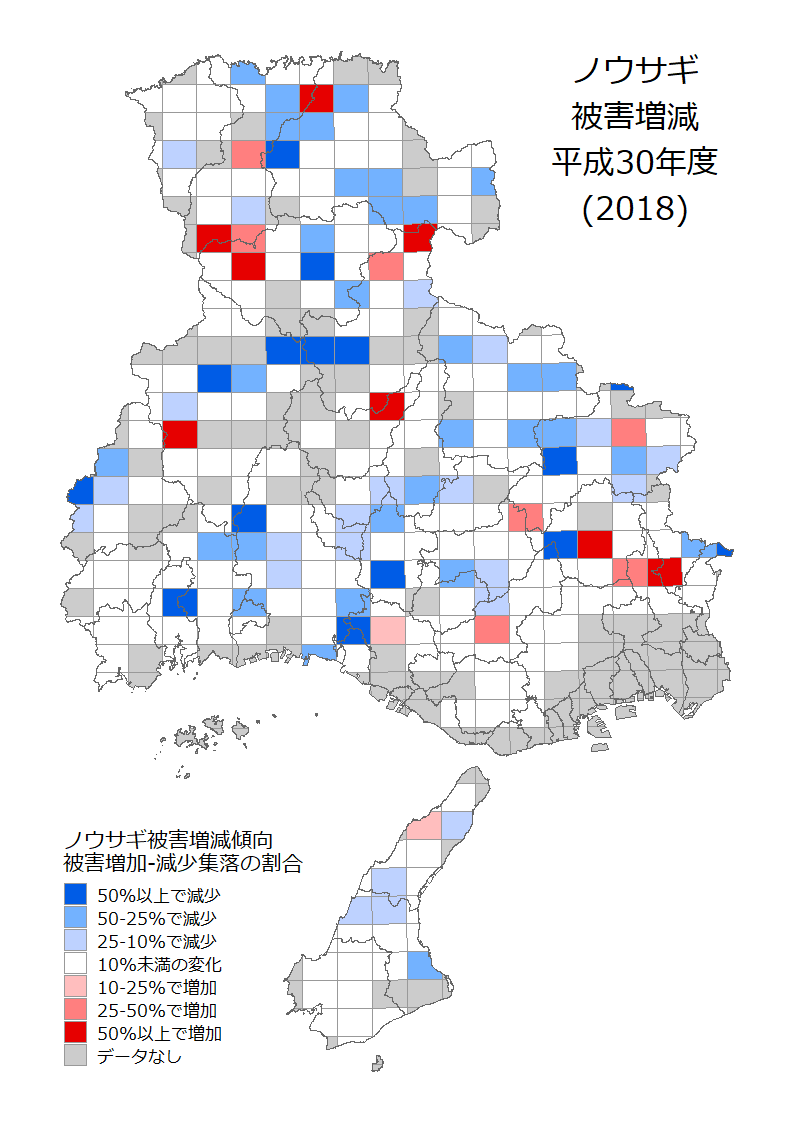 ノウサギ
被害増減
平成30年度
(2018)
ノウサギ被害増減傾向
被害増加-減少集落の割合
50%以上で減少
50-25%で減少
25-10%で減少
10%未満の変化
10-25%で増加
25-50%で増加
50%以上で増加
データなし